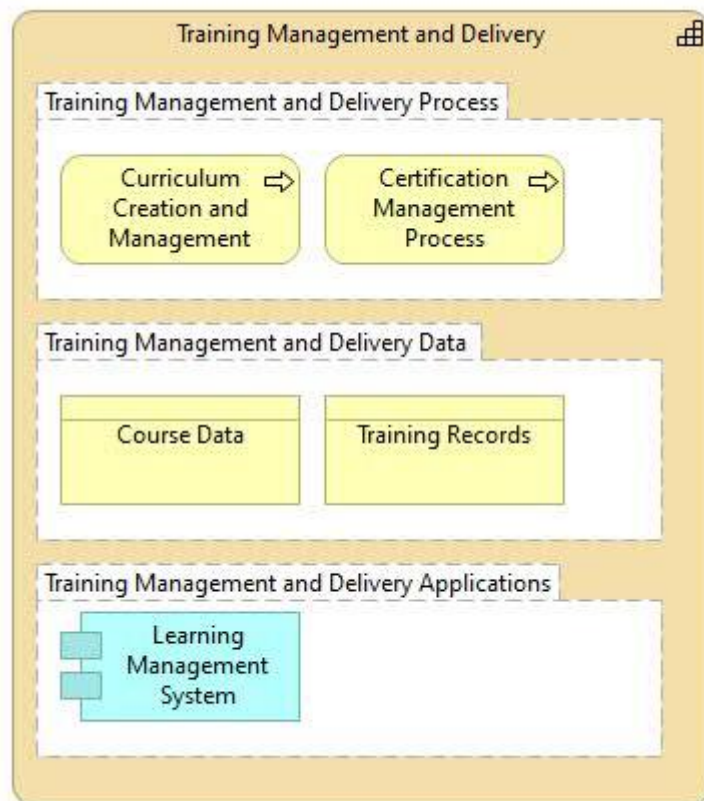 Training Management and Delivery
Training Management and Delivery Process
Curriculum
Creation and
Management
Certification
Management
Process
Training Management and Delivery Data
Course Data
Training Records
Training Management and Delivery Applications
Learning
Management
System